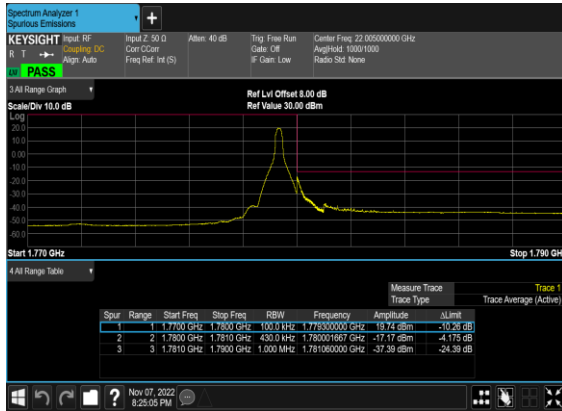 Spectrum Analyzer 1
Spurious Emissions
KEYSIGHT Input: RF Input Z: 50 Ω Atten: 40 dB Trig: Free Run Center Freq: 22.005000000 GHz
R T Coupling: DC Corr CCorr Gate: Off Avg|Hold: 1000/1000
Align: Auto Freq Ref: Int (S) IF Gain: Low Radio Std: None
LU PASS
3 All Range Graph
Ref Lvl Offset 8.00 dB
Scale/Div 10.0 dB Ref Value 30.00 dBm
Log
20.0
10.0
0.00
-10.0
-20.0
-30.0
-40.0
-50.0
-60.0
Start 1.770 GHz Stop 1.790 GH
4 All Range Table
Measure Trace Trace 1
Trace Type Trace Average (Active)
Spur Range Start Freq Stop Freq RBW Frequency Amplitude ΔLimit
1 1 1.7700 GHz 1.7800 GHz 100.0 kHz 1.779300000 GHz 19.74 dBm -10.26 dB
2 2 1.7800 GHz 1.7810 GHz 430.0 kHz 1.780001667 GHz -17.17 dBm -4.175 dB
3 3 1.7810 GHz 1.7900 GHz 1.000 MHz 1.781060000 GHz -37.39 dBm -24.39 dB
Nov 07, 2022
8:25:05 PM